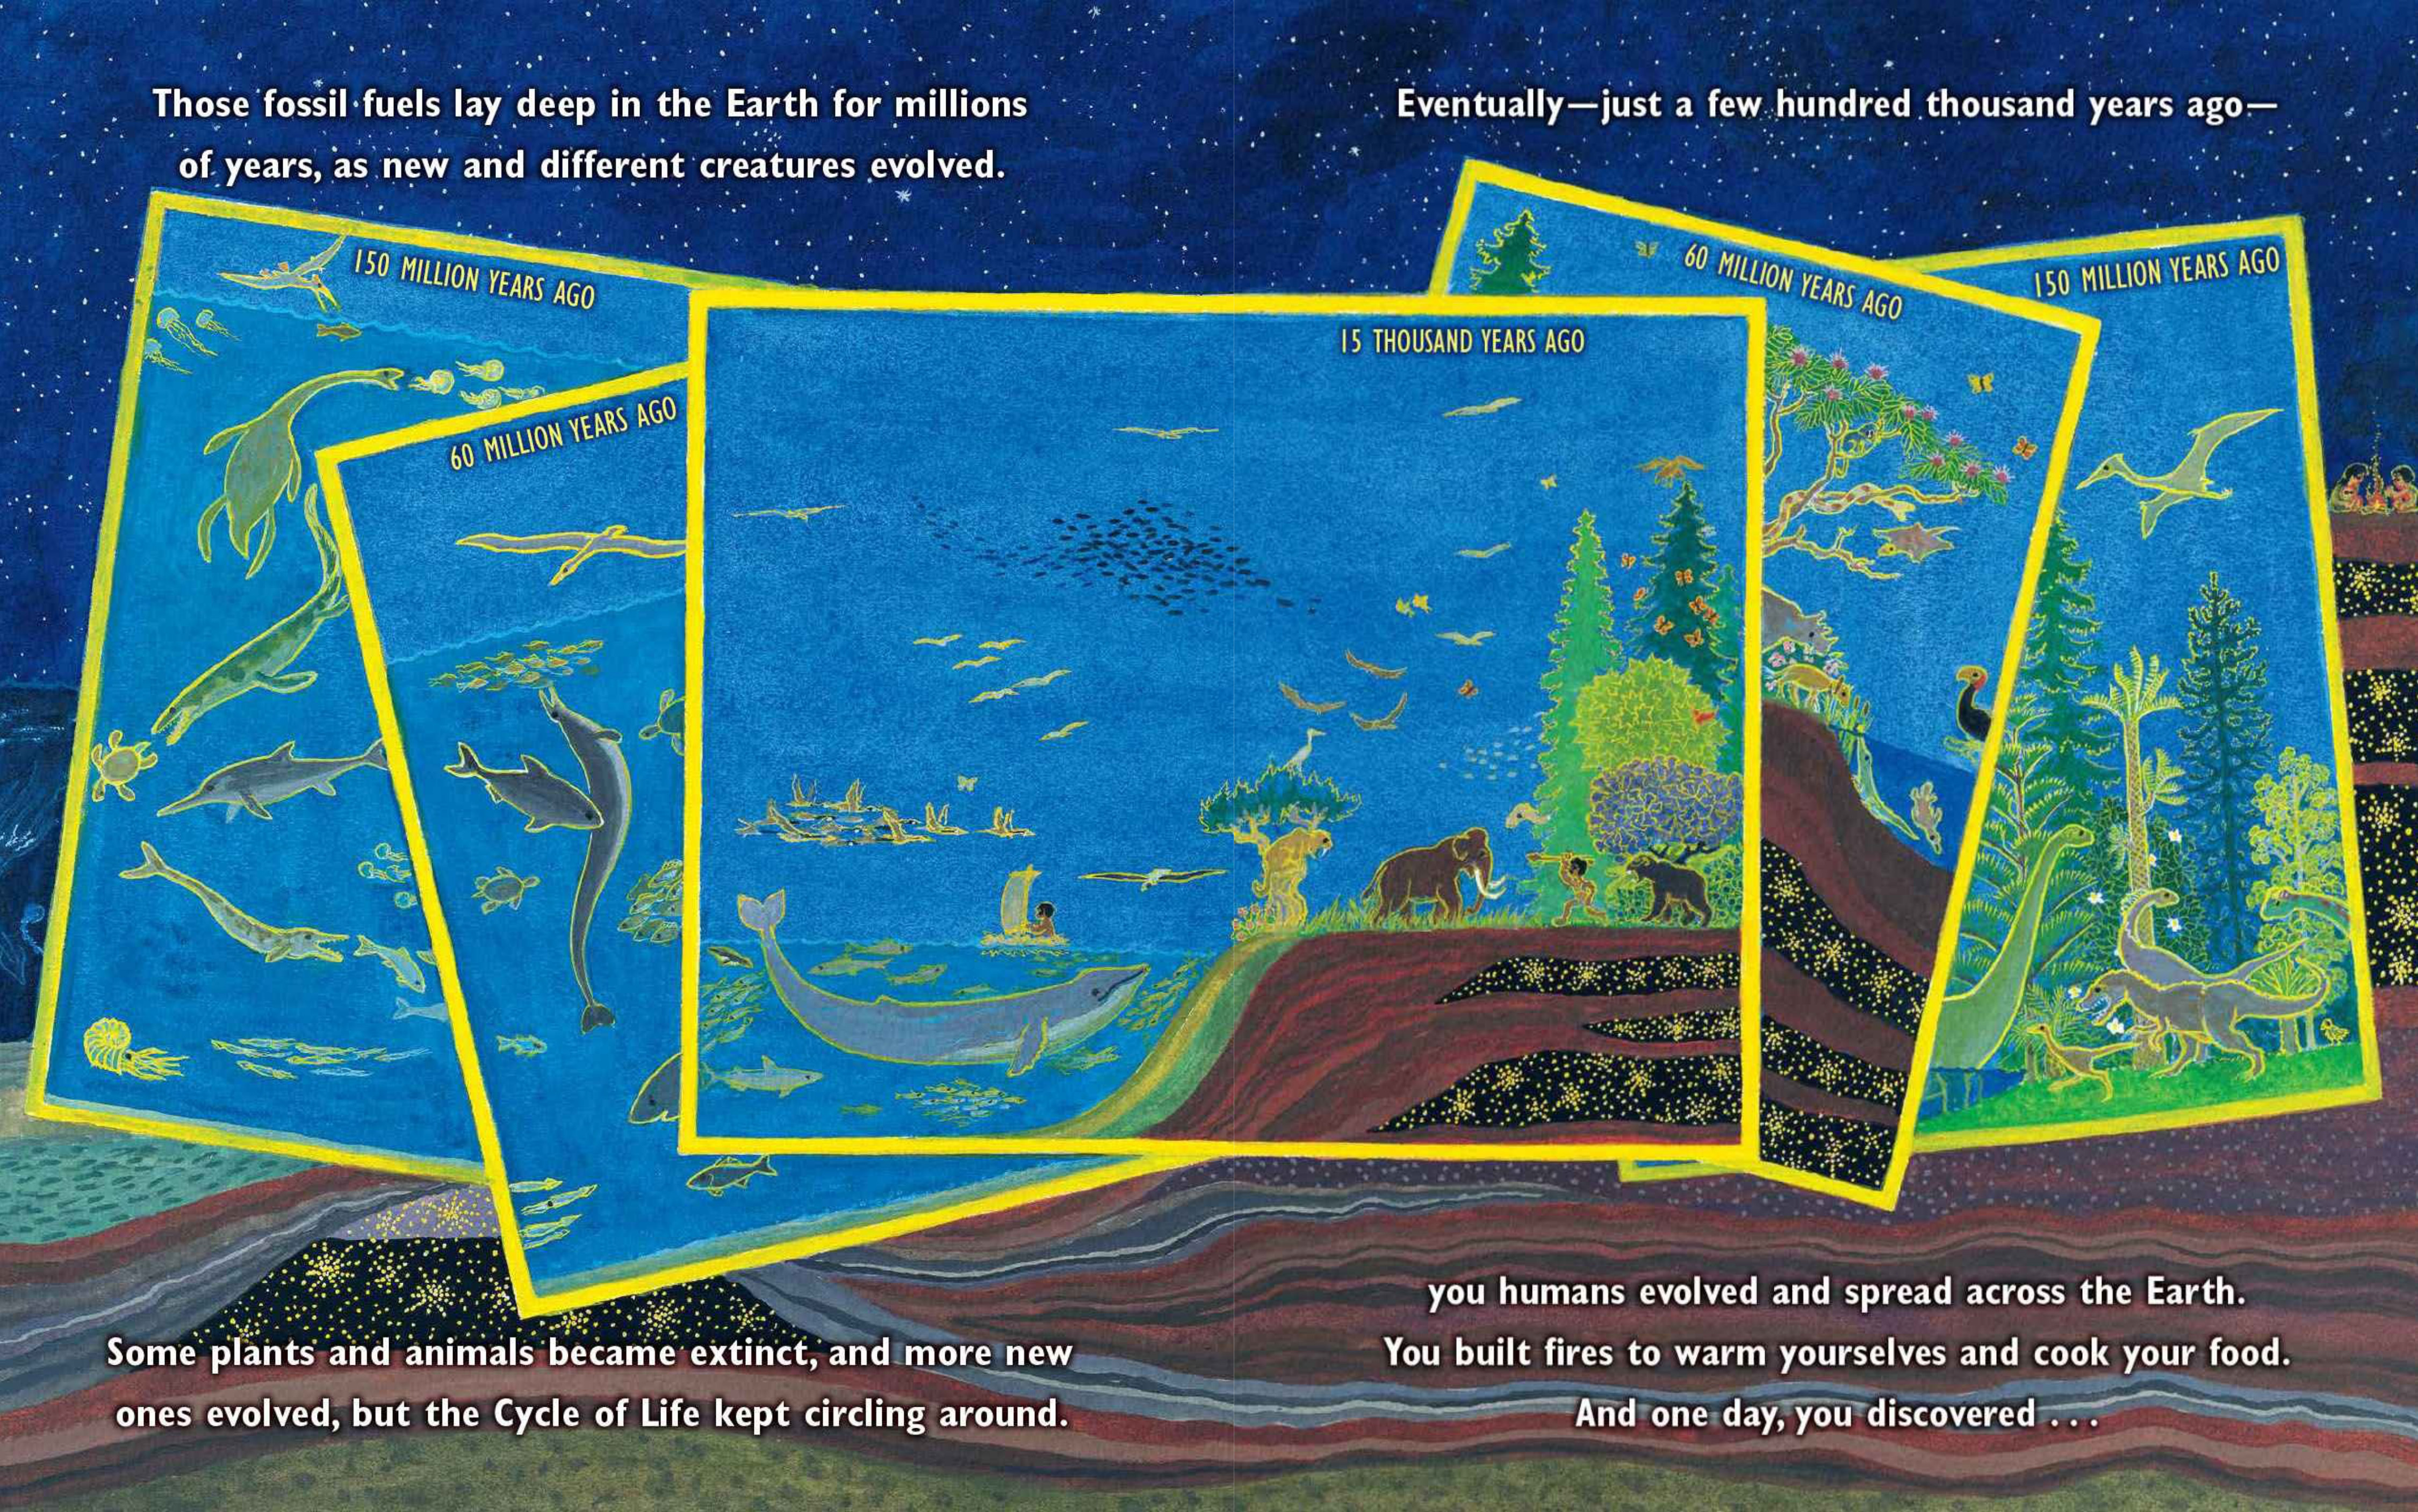 Those fossil fuels lay deep in the Earth for millions
of years, as new and different creatures evolved.
150 MILLION YEARS AGO
60 MILLION YEARS AGO
15 THOUSAND YEARS AGO
Some plants and animals became extinct, and more new
ones evolved, but the Cycle of Life kept circling around.
Eventually—just a few hundred thousand years ago—
60 MILLION YEARS AGO
150 MILLION YEARS AGO
you humans evolved and spread across the Earth.
You built fires to warm yourselves and cook your food.
And one day, you discovered . . .